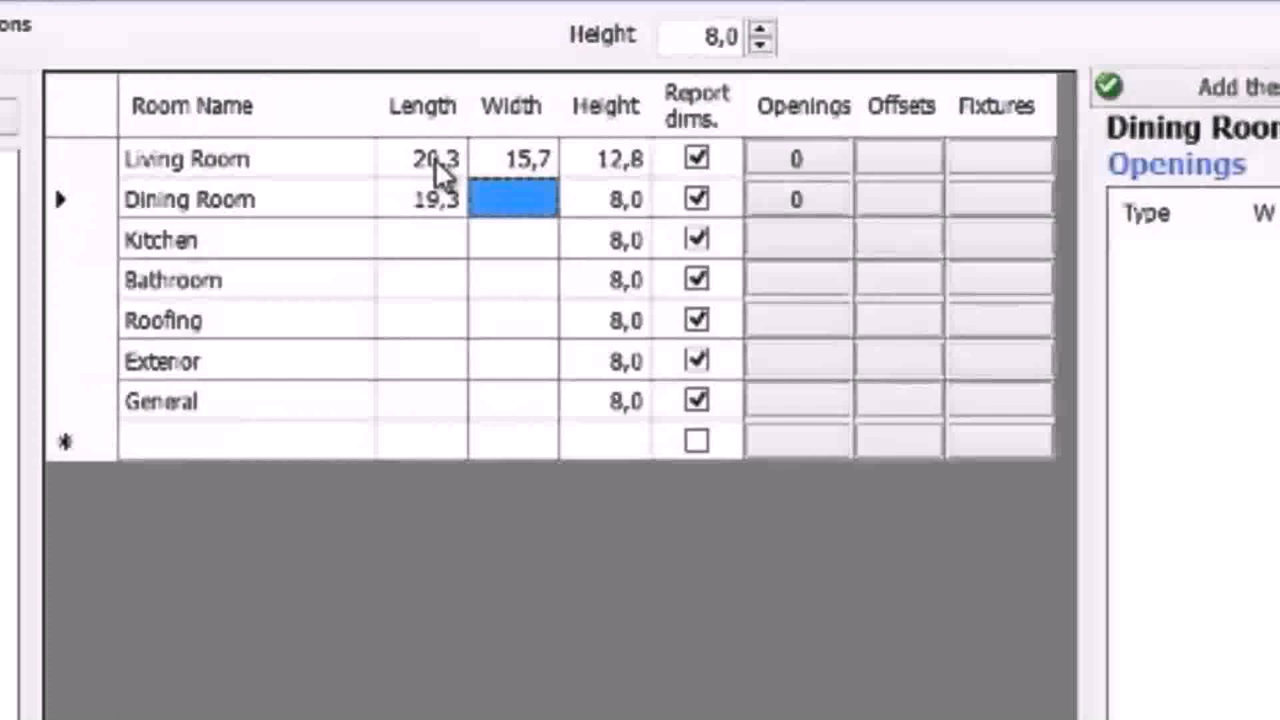 ons
Height 8,0
Room Name Length Width Height Report dims. Openings Offsets Fixtures
Living Room 20,3 15,7 12,8 0
Dining Room 19,3 8,0 0
Kitchen 8,0
Bathroom 8,0
Roofing 8,0
Exterior 8,0
General 8,0
Add the
Dining Roo
Openings
Type W